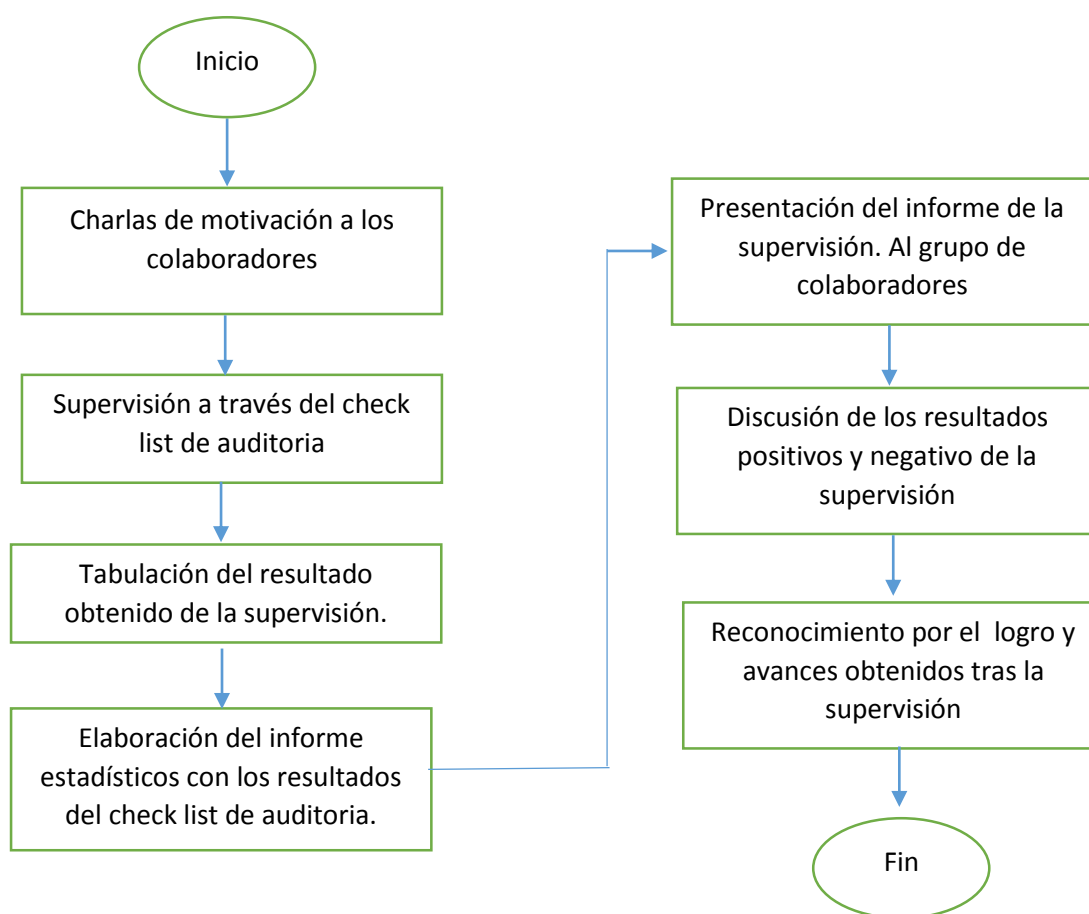 Inicio
Charlas de motivación a los
colaboradores
Supervisión a través del check
list de auditoria
Tabulación del resultado
obtenido de la supervisión.
Elaboración del informe
estadísticos con los resultados
del check list de auditoria.
Presentación del informe de la
supervisión. Al grupo de
colaboradores
Discusión de los resultados
positivos y negativo de la
supervisión
Reconocimiento por el  logro y
avances obtenidos tras la
supervisión
Fin